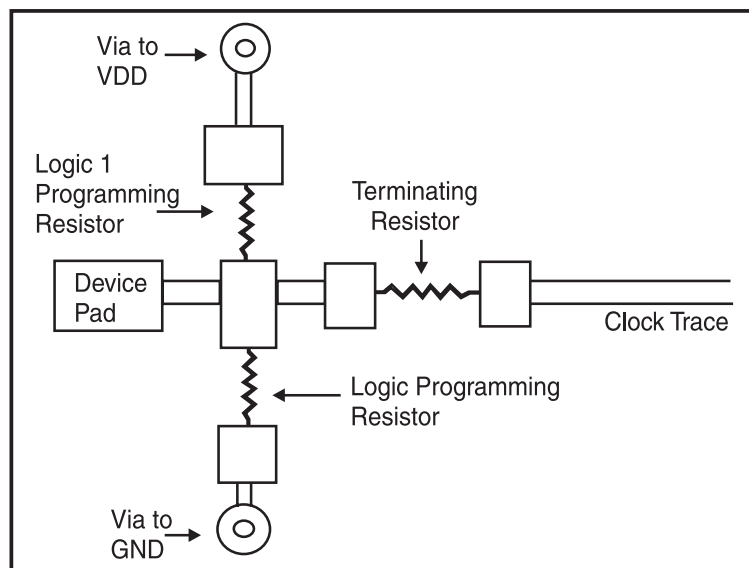 Via to
VDD
Logic 1
Programming
Resistor
Terminating
Resistor
Device
Pad
Clock Trace
Logic Programming
Resistor
Via to
GND